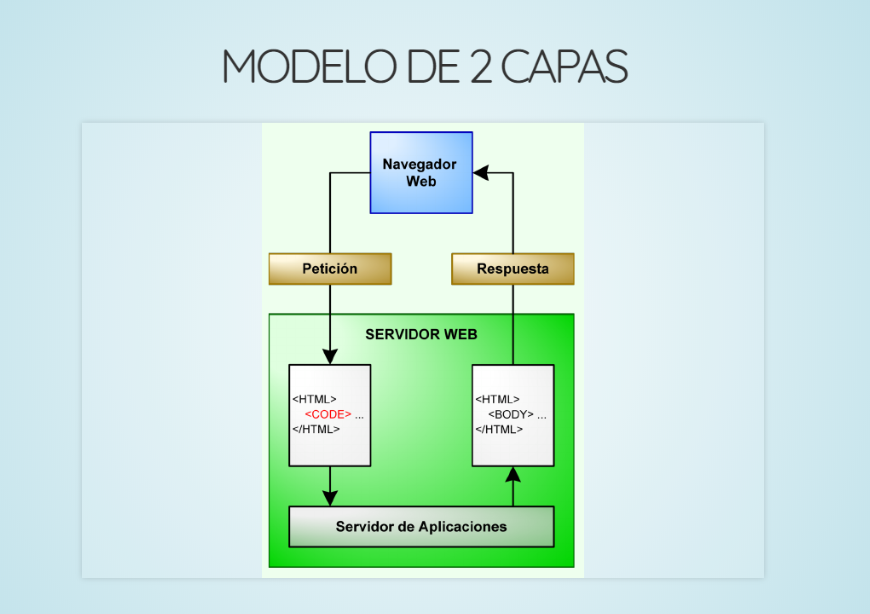 MODELO DE 2 CAPAS
Navegador
Web
Petición
Respuesta
SERVIDOR WEB
<HTML>
<CODE> ...
</HTML>
<HTML>
<BODY> ...
</HTML>
Servidor de Aplicaciones